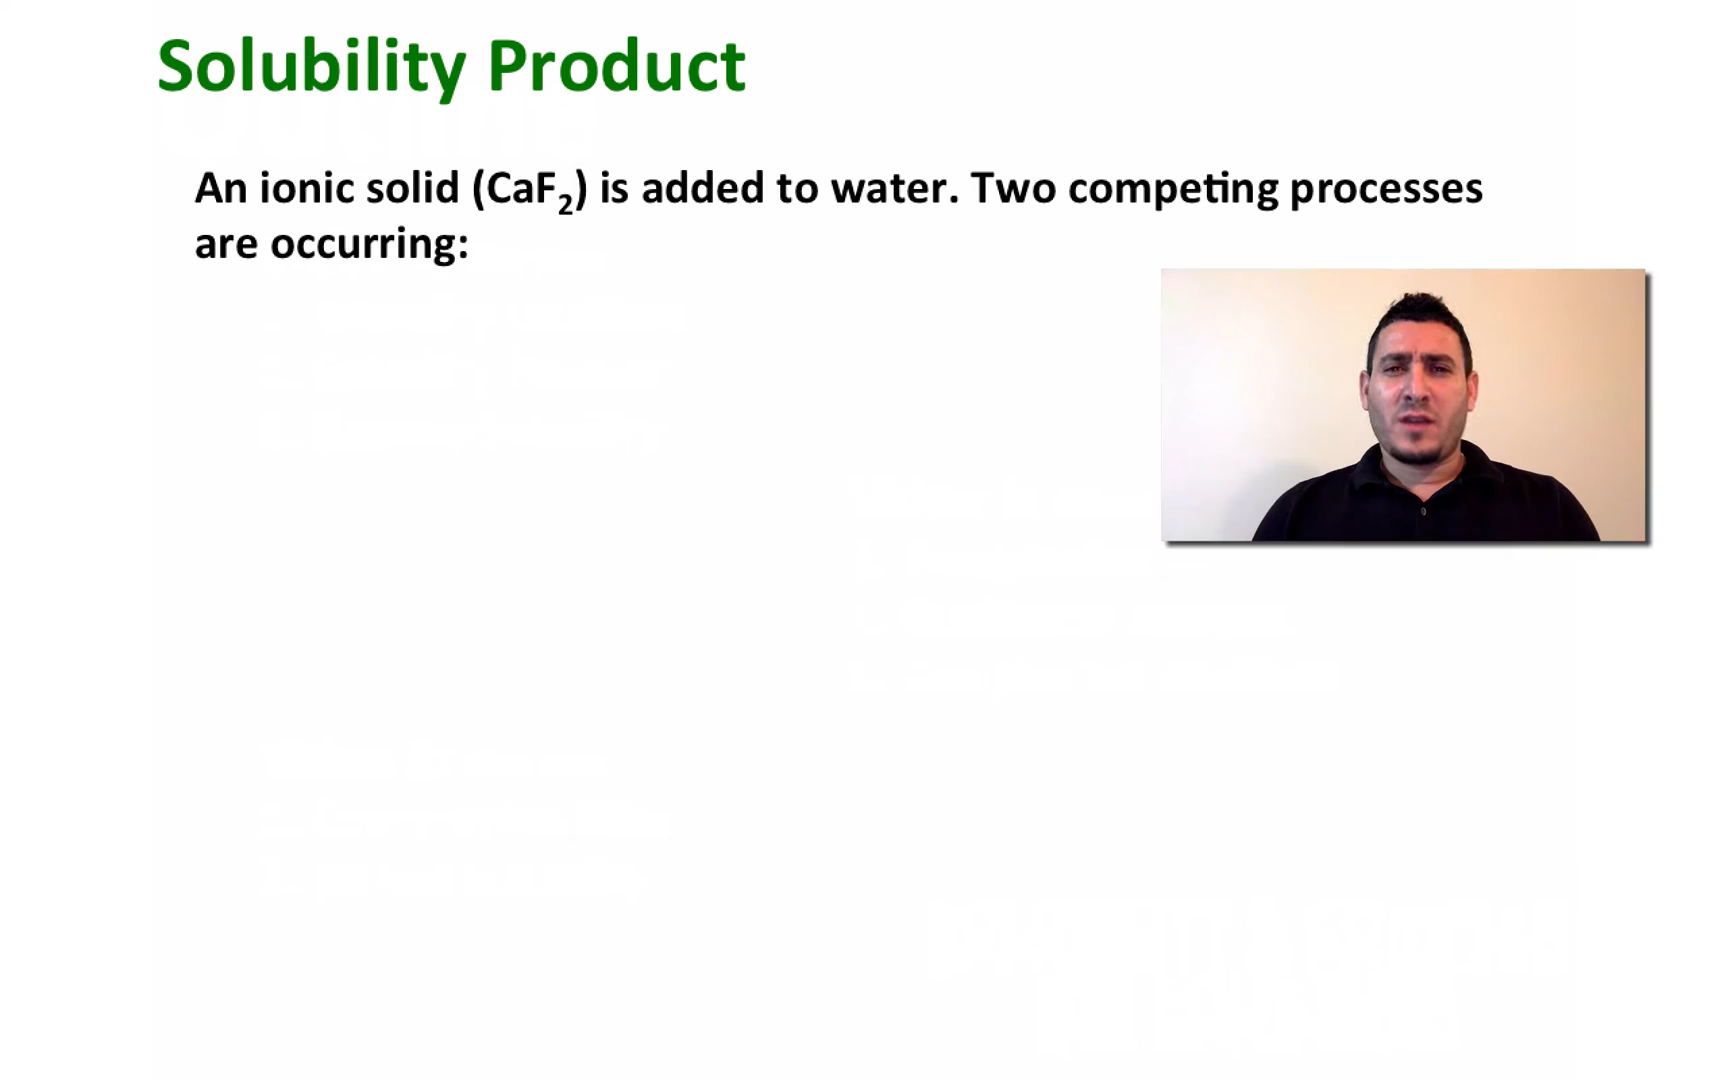 Solubility Product
An ionic solid (CaF₂) is added to water. Two competing processes
are occurring: